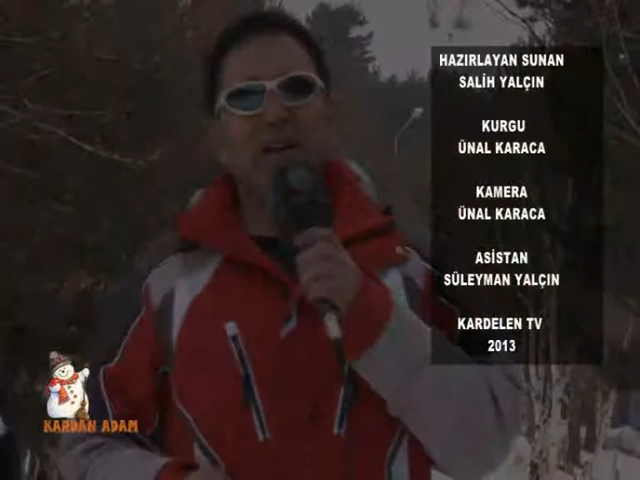 HAZIRLAYAN SUNAN
SALİH YALÇIN
KURGU
ÜNAL KARACA
KAMERA
ÜNAL KARACA
ASİSTAN
SÜLEYMAN YALÇIN
KARDELEN TV
2013
KARDAN ADAM